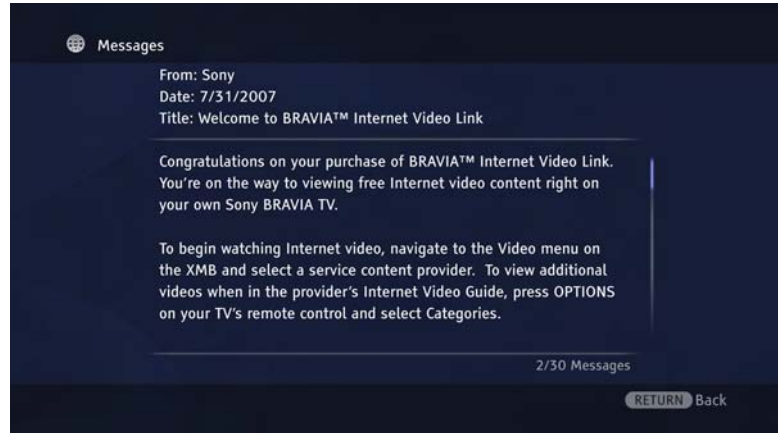 Messages
From: Sony
Date: 7/31/2007
Title: Welcome to BRAVIA™ Internet Video Link
Congratulations on your purchase of BRAVIA™ Internet Video Link.
You're on the way to viewing free Internet video content right on
your own Sony BRAVIA TV.
To begin watching Internet video, navigate to the Video menu on
the XMB and select a service content provider.  To view additional
videos when in the provider's Internet Video Guide, press OPTIONS
on your TV's remote control and select Categories.
2/30 Messages
RETURN Back